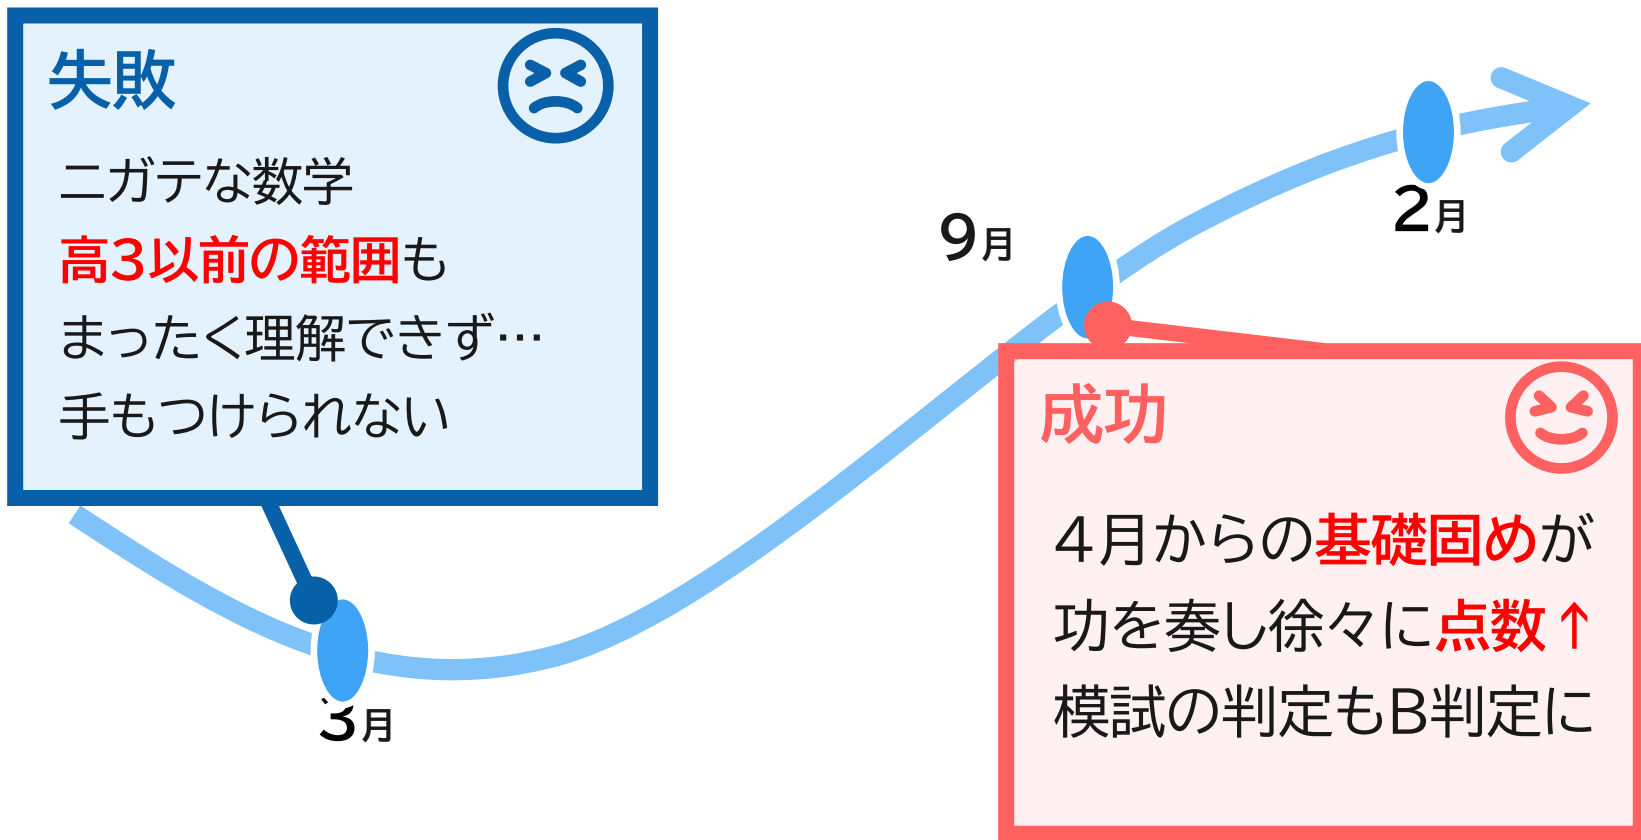 失敗
ニガテな数学
高3以前の範囲も
まったく理解できず…
手もつけられない
3月
9月
2月
成功
4月からの基礎固めが
功を奏し徐々に点数↑
模試の判定もB判定に